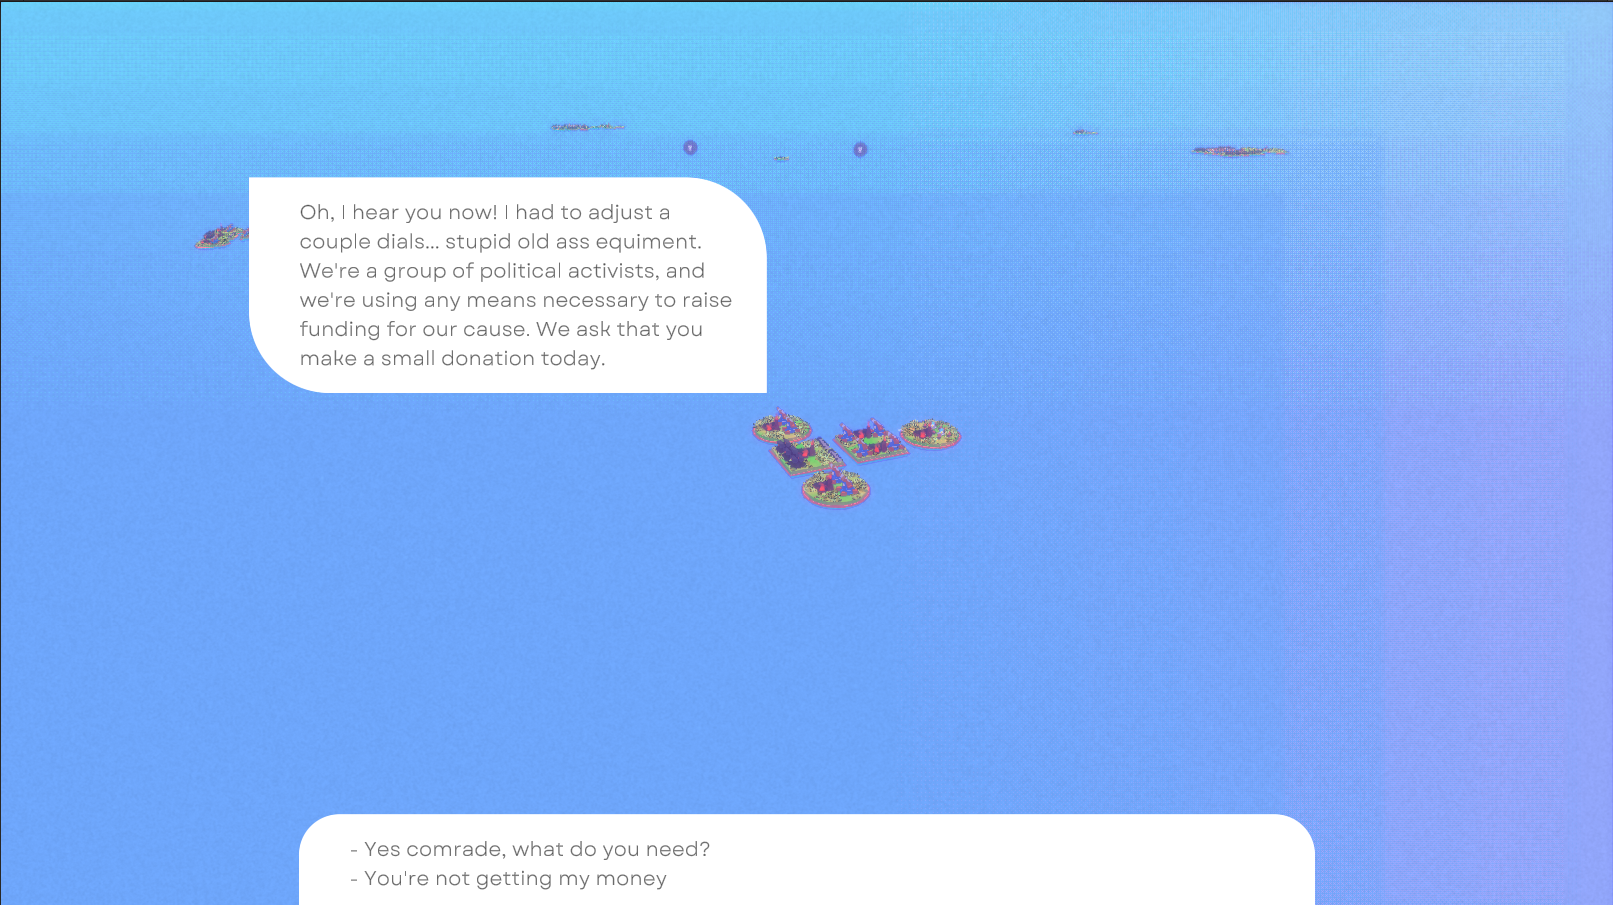 Oh, I hear you now! I had to adjust a
couple dials... stupid old ass equiment.
We're a group of political activists, and
we're using any means necessary to raise
funding for our cause. We ask that you
make a small donation today.
- Yes comrade, what do you need?
- You're not getting my money